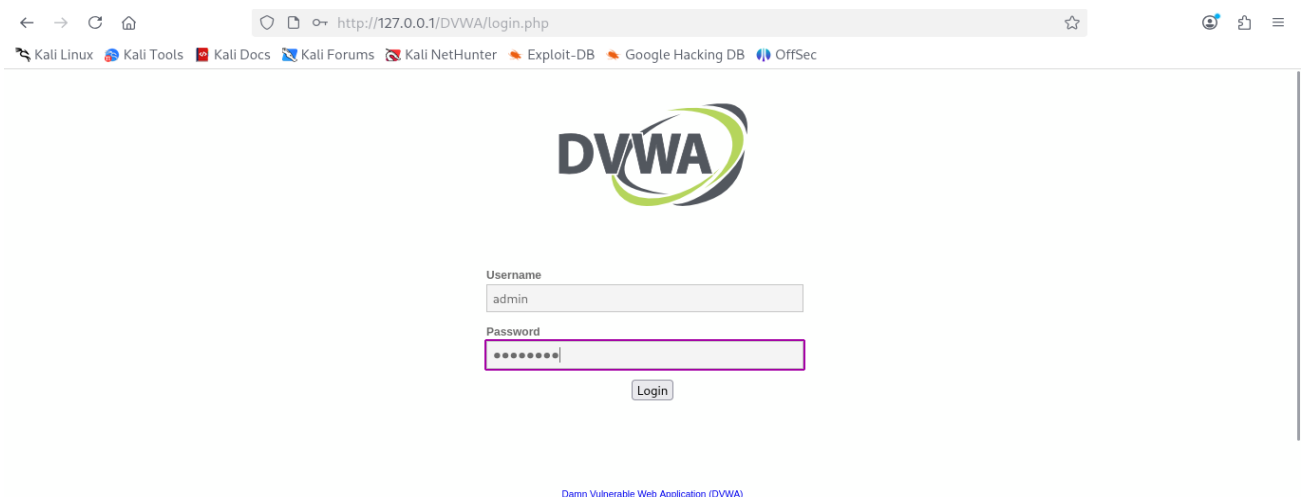 http://127.0.0.1/DVWA/login.php
Kali Linux Kali Tools Kali Docs Kali Forums Kali NetHunter Exploit-DB Google Hacking DB OffSec
DVWA
Username
admin
Password
••••••••
Login
Damn Vulnerable Web Application (DVWA)